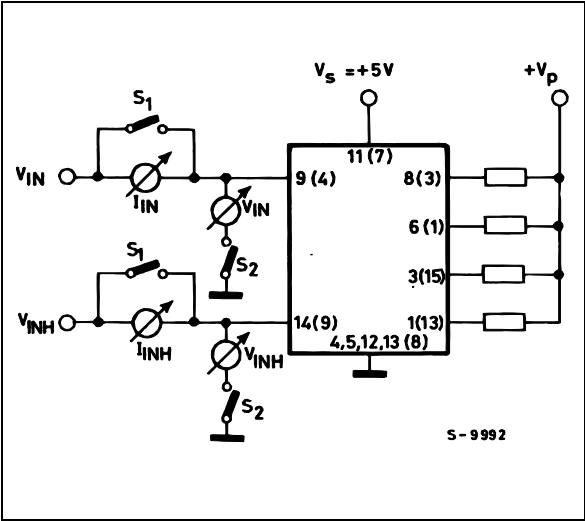 Vs = +5V
+Vp
S1
11 (7)
VIN
IIN
9 (4)
8 (3)
VIN
6 (1)
S2
S1
3(15)
VINH
IINH
14(9)
1(13)
4,5,12,13 (8)
VINH
S2
S-9992